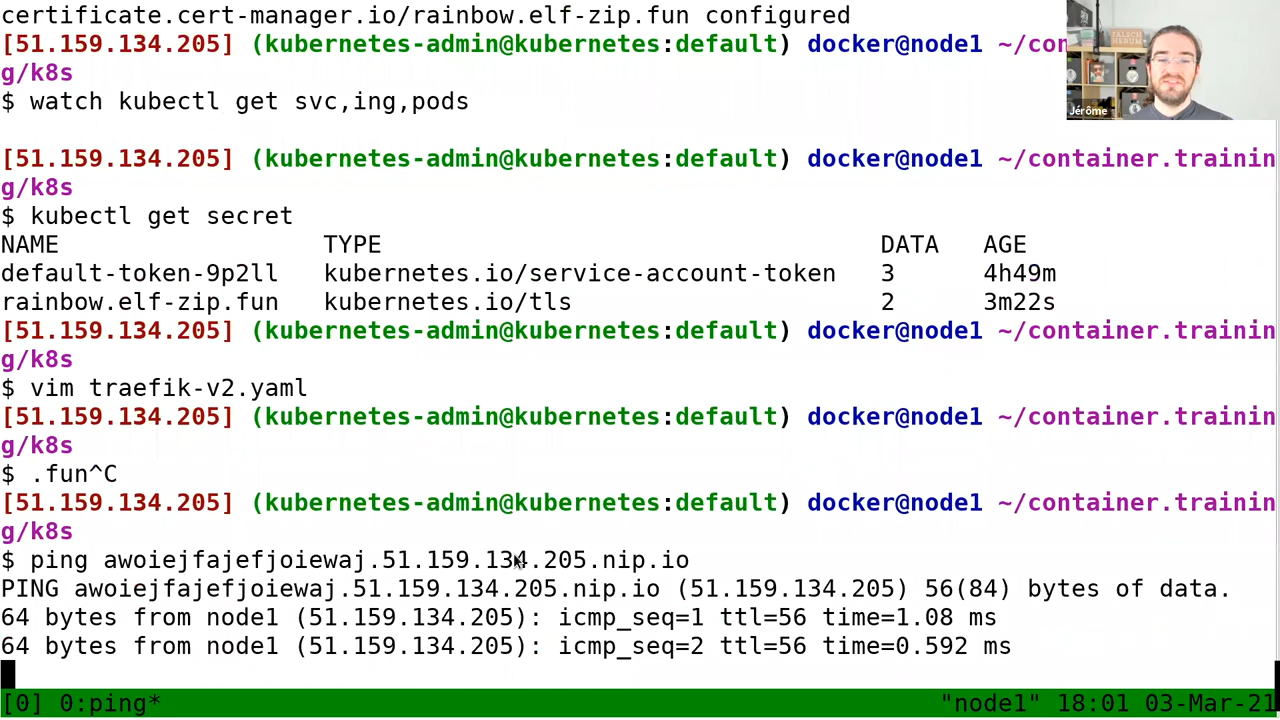 certificate.cert-manager.io/rainbow.elf-zip.fun configured
[51.159.134.205] (kubernetes-admin@kubernetes:default) docker@node1 ~/con
g/k8s
$ watch kubectl get svc,ing,pods
Jérôme
[51.159.134.205] (kubernetes-admin@kubernetes:default) docker@node1 ~/container.trainin
g/k8s
$ kubectl get secret
NAME TYPE DATA AGE
default-token-9p2ll kubernetes.io/service-account-token 3 4h49m
rainbow.elf-zip.fun kubernetes.io/tls 2 3m22s
[51.159.134.205] (kubernetes-admin@kubernetes:default) docker@node1 ~/container.trainin
g/k8s
$ vim traefik-v2.yaml
[51.159.134.205] (kubernetes-admin@kubernetes:default) docker@node1 ~/container.trainin
g/k8s
$ .fun^C
[51.159.134.205] (kubernetes-admin@kubernetes:default) docker@node1 ~/container.trainin
g/k8s
$ ping awoiejfajefjoiewaj.51.159.134.205.nip.io
PING awoiejfajefjoiewaj.51.159.134.205.nip.io (51.159.134.205) 56(84) bytes of data.
64 bytes from node1 (51.159.134.205): icmp_seq=1 ttl=56 time=1.08 ms
64 bytes from node1 (51.159.134.205): icmp_seq=2 ttl=56 time=0.592 ms
[0] 0:ping* "node1" 18:01 03-Mar-21